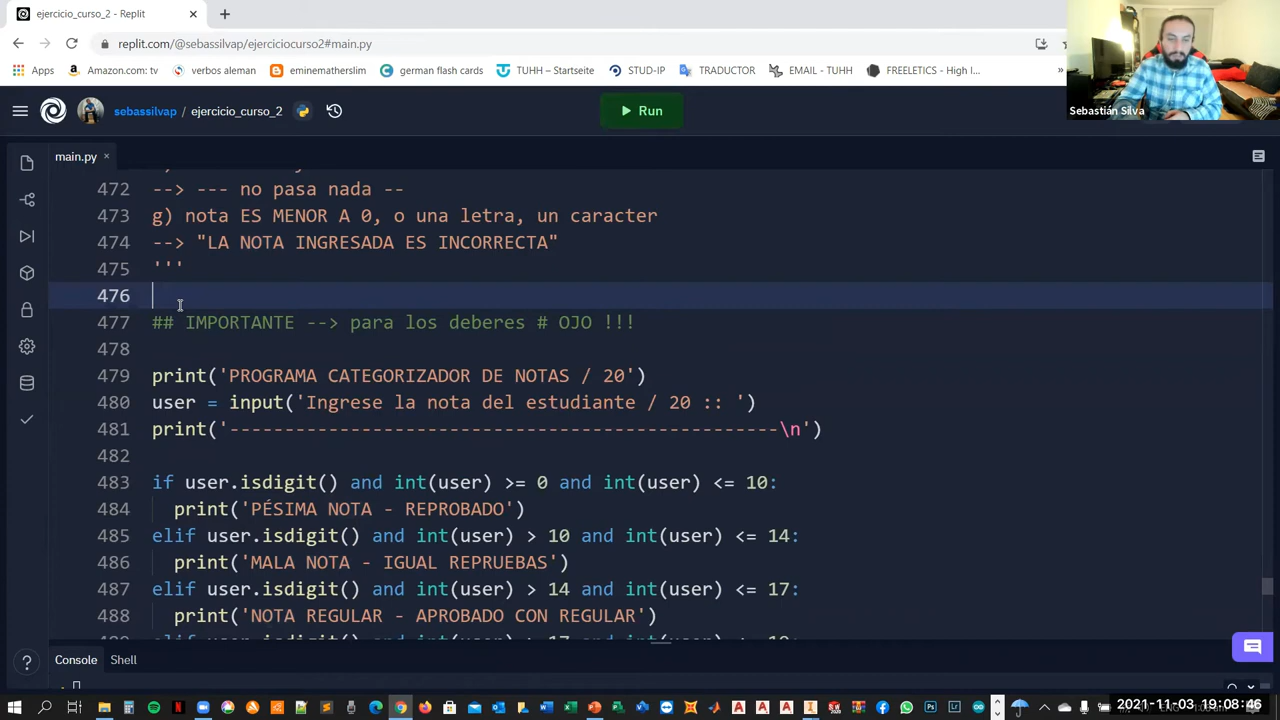 ejercicio_curso_2 - Replit
replit.com/@sebassilvap/ejerciciocurso2#main.py
Apps Amazon.com: tv verbos aleman eminematherslim german flash cards TUHH – Startseite STUD-IP TRADUCTOR EMAIL - TUHH FREELETICS - High I... »
Sebastián Silva
sebassilvap / ejercicio_curso_2
Run
main.py
472 --> --- no pasa nada --
473 g) nota ES MENOR A 0, o una letra, un caracter
474 --> "LA NOTA INGRESADA ES INCORRECTA"
475 '''
476
477 ## IMPORTANTE --> para los deberes # OJO !!!
478
479 print('PROGRAMA CATEGORIZADOR DE NOTAS / 20')
480 user = input('Ingrese la nota del estudiante / 20 :: ')
481 print('--------------------------------------------------\n')
482
483 if user.isdigit() and int(user) >= 0 and int(user) <= 10:
484 print('PÉSIMA NOTA - REPROBADO')
485 elif user.isdigit() and int(user) > 10 and int(user) <= 14:
486 print('MALA NOTA - IGUAL REPRUEBAS')
487 elif user.isdigit() and int(user) > 14 and int(user) <= 17:
488 print('NOTA REGULAR - APROBADO CON REGULAR')
Console Shell
2021-11-03 19:08:46